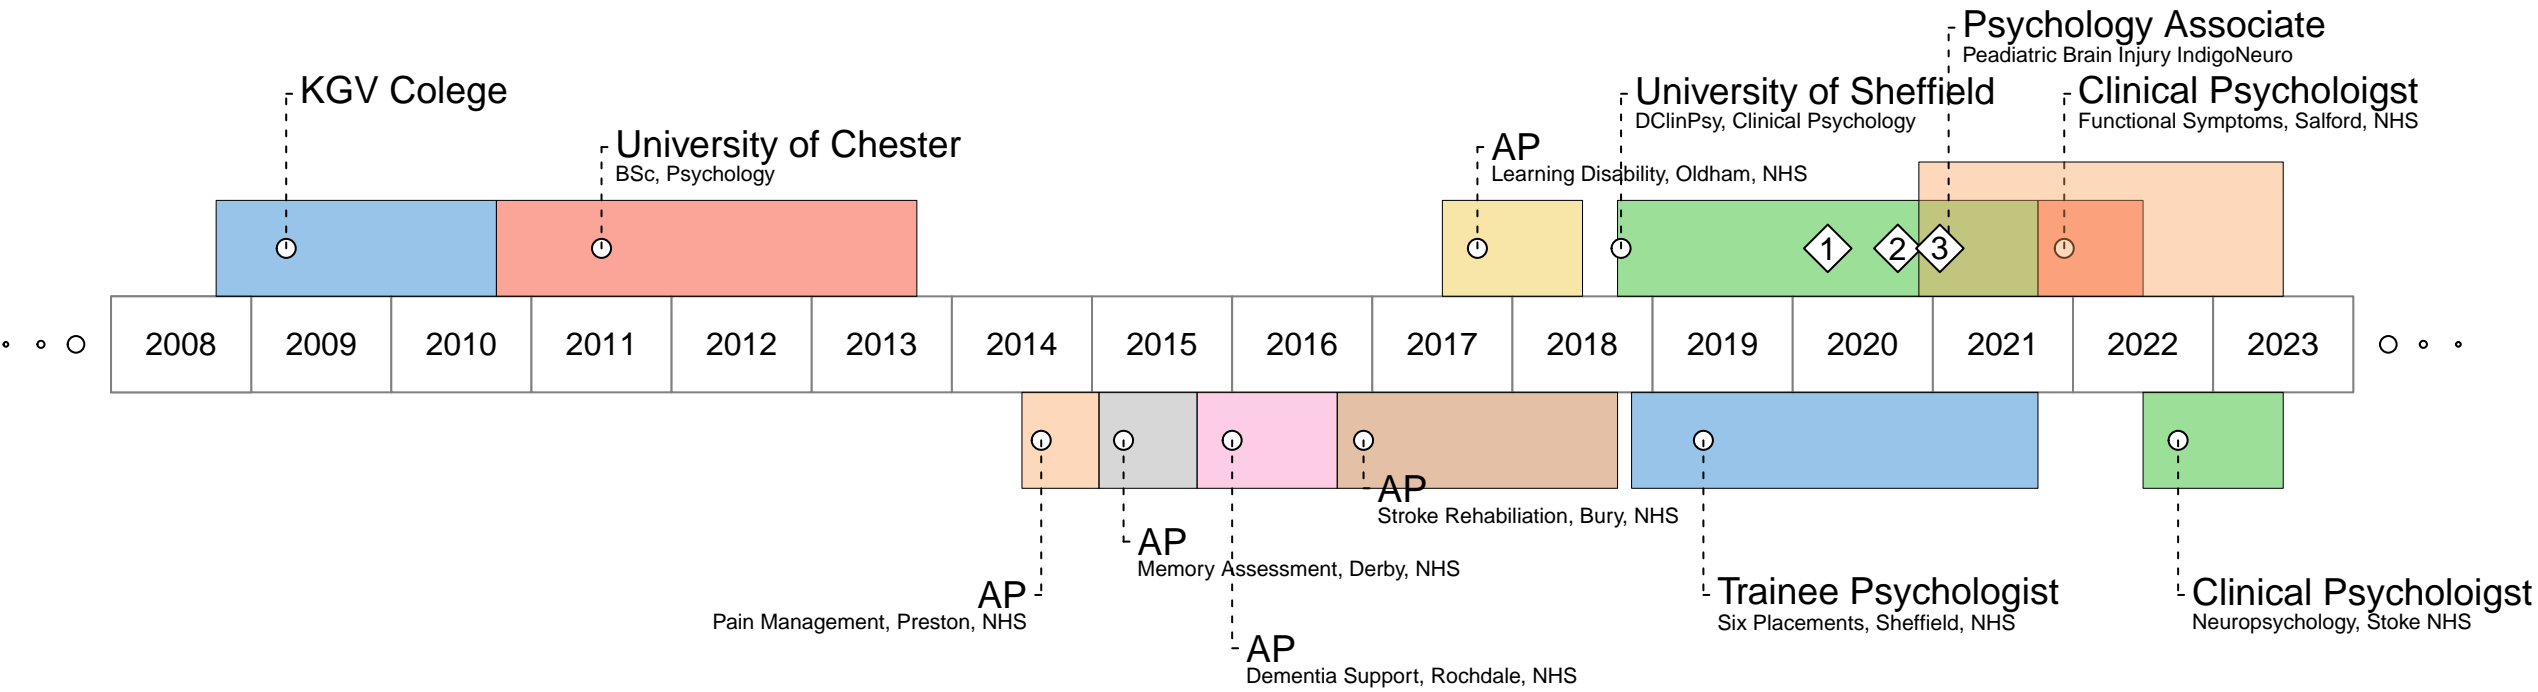 Psychology Associate
Peadiatric Brain Injury IndigoNeuro
KGV Colege
University of Sheffield
DClinPsy, Clinical Psychology
Clinical Psycholoigst
Functional Symptoms, Salford, NHS
University of Chester
BSc, Psychology
AP
Learning Disability, Oldham, NHS
1 2 3
2008 2009 2010 2011 2012 2013 2014 2015 2016 2017 2018 2019 2020 2021 2022 2023
AP
Stroke Rehabiliation, Bury, NHS
AP
Memory Assessment, Derby, NHS
AP
Pain Management, Preston, NHS
Trainee Psychologist
Six Placements, Sheffield, NHS
Clinical Psycholoigst
Neuropsychology, Stoke NHS
AP
Dementia Support, Rochdale, NHS